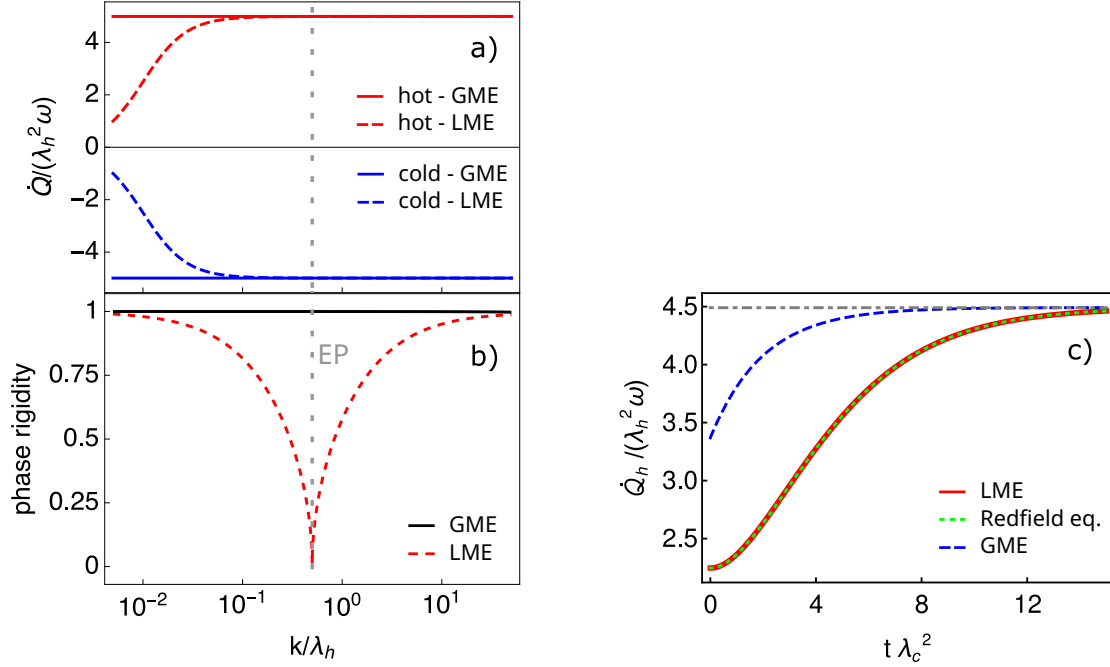 a)
4
2
0
−2
−4
Q̇/(λₕ²ω)
hot - GME
hot - LME
cold - GME
cold - LME
b)
EP
1
0.75
0.5
0.25
0
phase rigidity
GME
LME
10⁻² 10⁻¹ 10⁰ 10¹
k/λₕ
c)
4.5
4.0
3.5
3.0
2.5
Q̇ₕ/(λₕ²ω)
LME
Redfield eq.
GME
0 4 8 12
t λ_c²